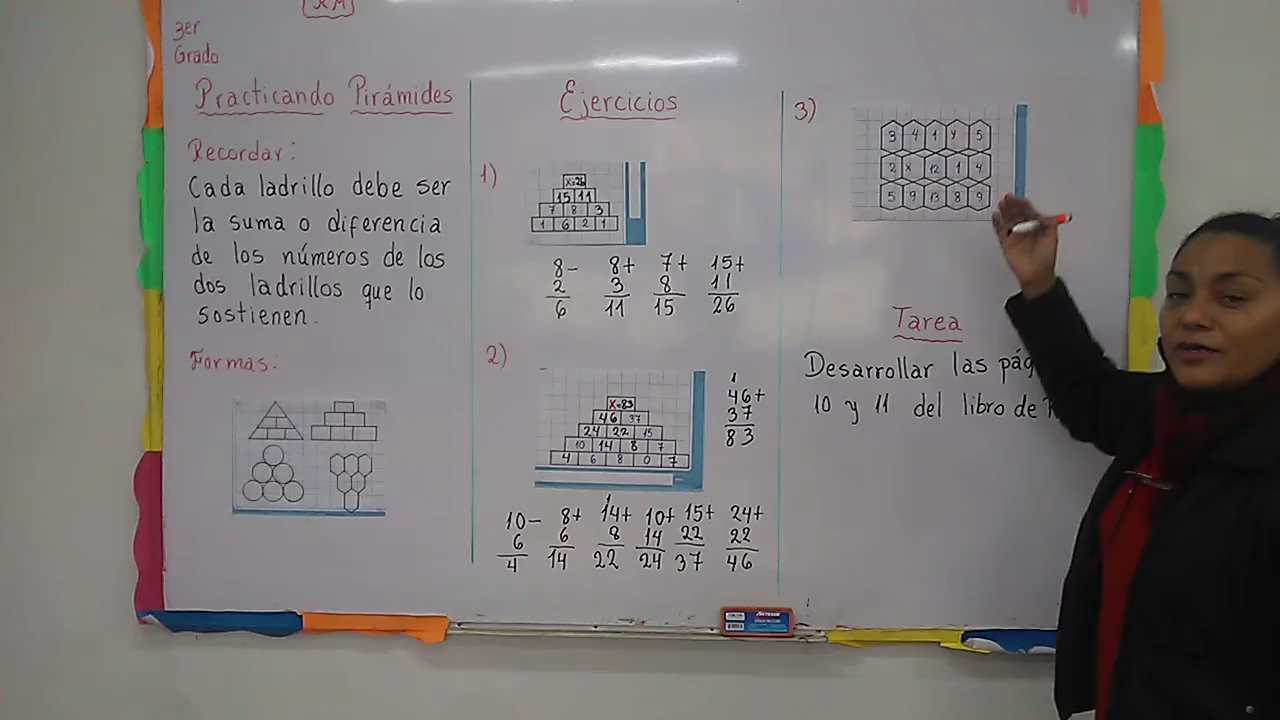 3er
Grado
Practicando Pirámides
Recordar:
Cada ladrillo debe ser
la suma o diferencia
de los números de los
dos ladrillos que lo
sostienen.
Formas:
Ejercicios
1)
x=26
15 11
7 8 3
1 6 2 1
8- 8+ 7+ 15+
2 3 8 11
6 11 15 26
2)
x=83
46 37
24 22 15
10 14 8 7
4 6 8 0 7
1
46+
37
83
1
10- 8+ 14+ 10+ 15+ 24+
6 6 8 14 22 22
4 14 22 24 37 46
3)
3 4 1 y 5
2 x 12 1 4
5 9 13 8 9
Tarea
Desarrollar las
10 y 11 del libro de
ARTESCO